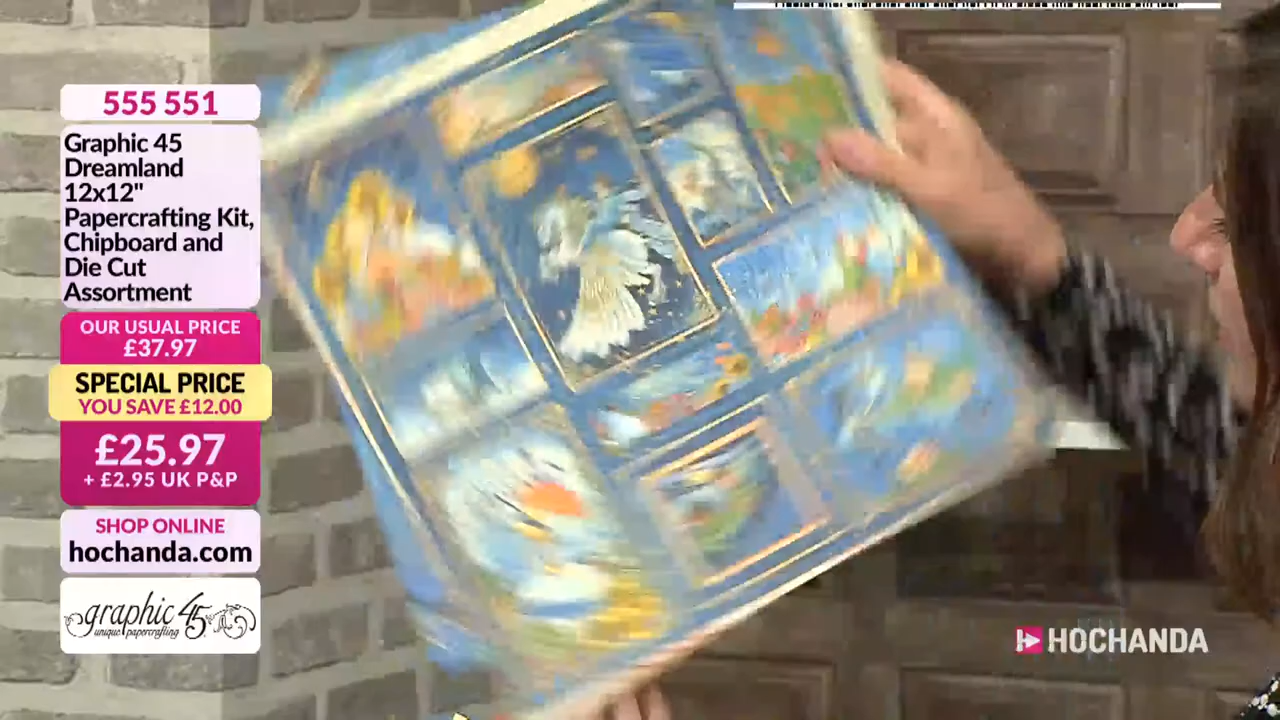 555 551
Graphic 45
Dreamland
12x12"
Papercrafting Kit,
Chipboard and
Die Cut
Assortment
OUR USUAL PRICE
£37.97
SPECIAL PRICE
YOU SAVE £12.00
£25.97
+ £2.95 UK P&P
SHOP ONLINE
hochanda.com
graphic 45
unique papercrafting
HOCHANDA